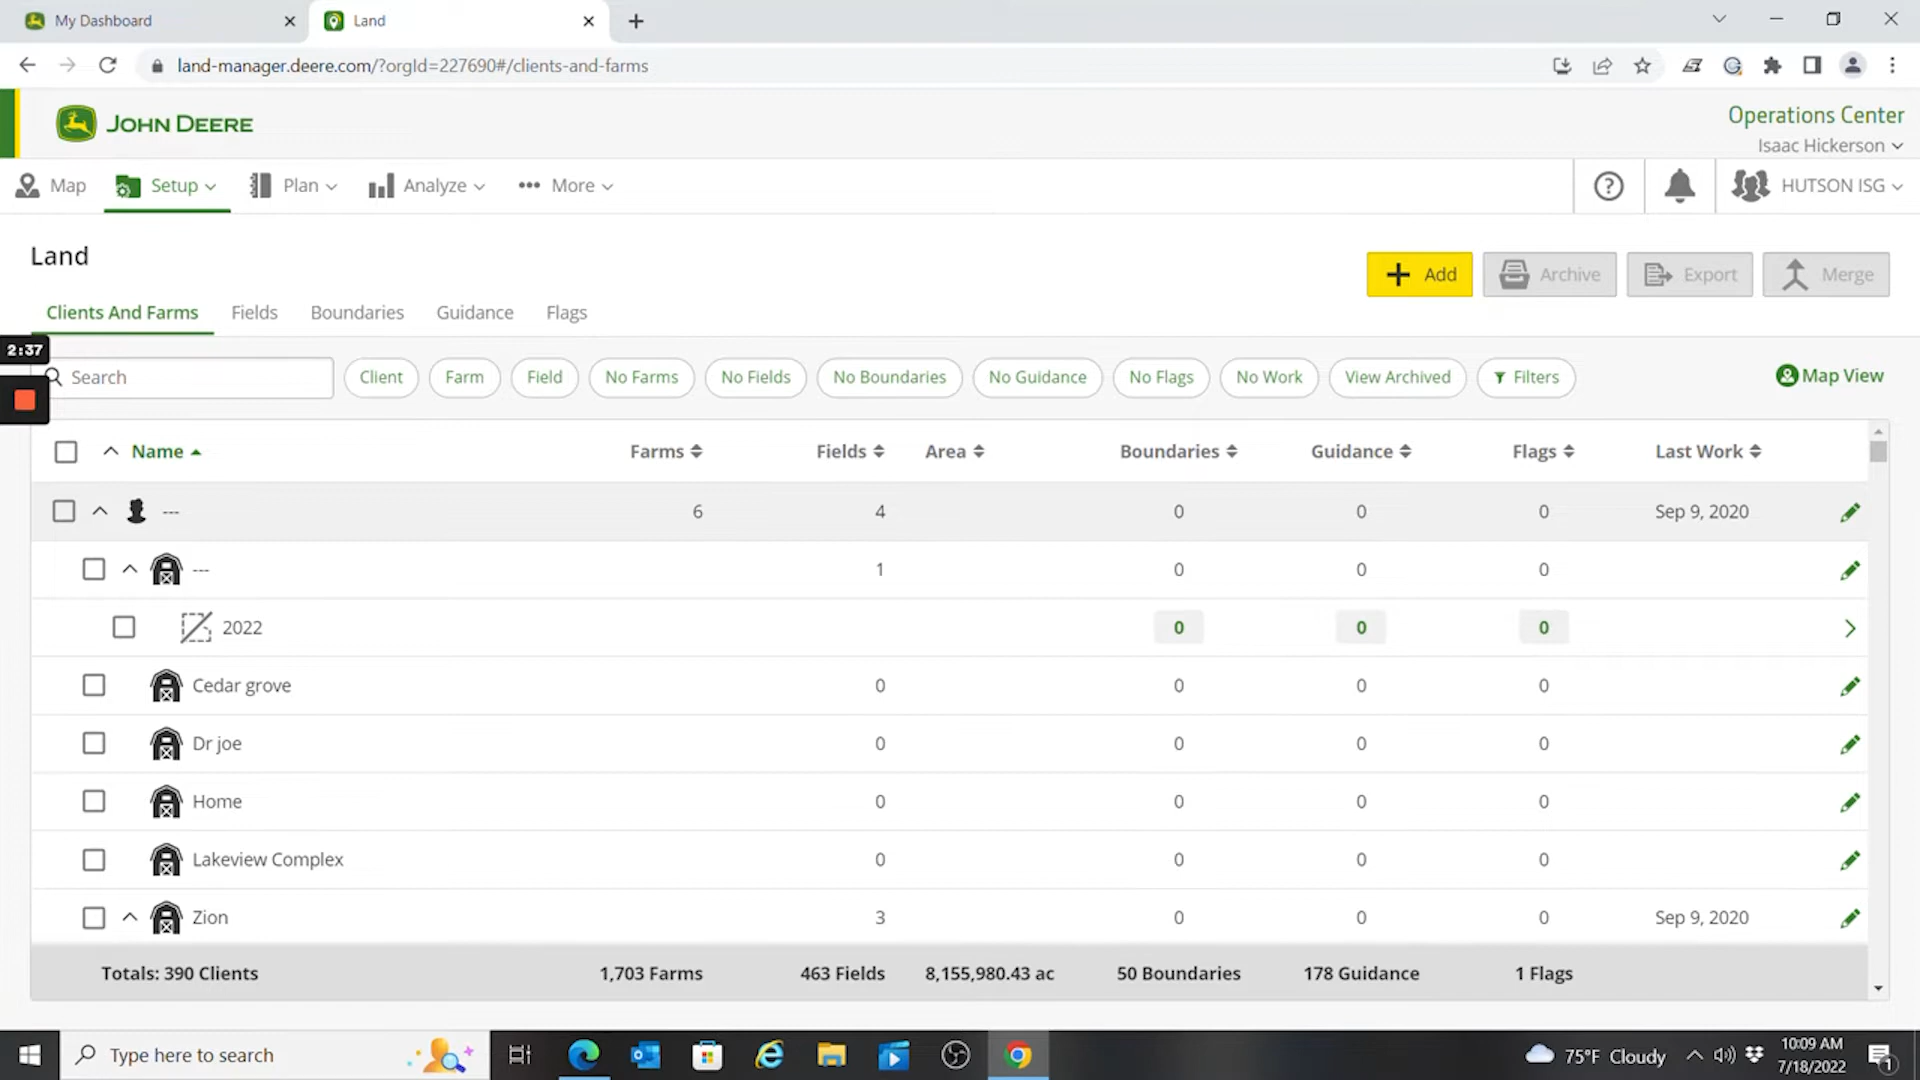 My Dashboard
Land
land-manager.deere.com/?orgId=227690#/clients-and-farms
JOHN DEERE
Operations Center
Isaac Hickerson
Map
Setup
Plan
Analyze
More
HUTSON ISG
Land
Add
Archive
Export
Merge
Clients And Farms
Fields
Boundaries
Guidance
Flags
2:37
Search
Client
Farm
Field
No Farms
No Fields
No Boundaries
No Guidance
No Flags
No Work
View Archived
Filters
Map View
Name Farms Fields Area Boundaries Guidance Flags Last Work
--- 6 4 0 0 0 Sep 9, 2020
--- 1 0 0 0
2022 0 0 0
Cedar grove 0 0 0 0
Dr joe 0 0 0 0
Home 0 0 0 0
Lakeview Complex 0 0 0 0
Zion 3 0 0 0 Sep 9, 2020
Totals: 390 Clients 1,703 Farms 463 Fields 8,155,980.43 ac 50 Boundaries 178 Guidance 1 Flags
Type here to search
75°F Cloudy
10:09 AM
7/18/2022
1